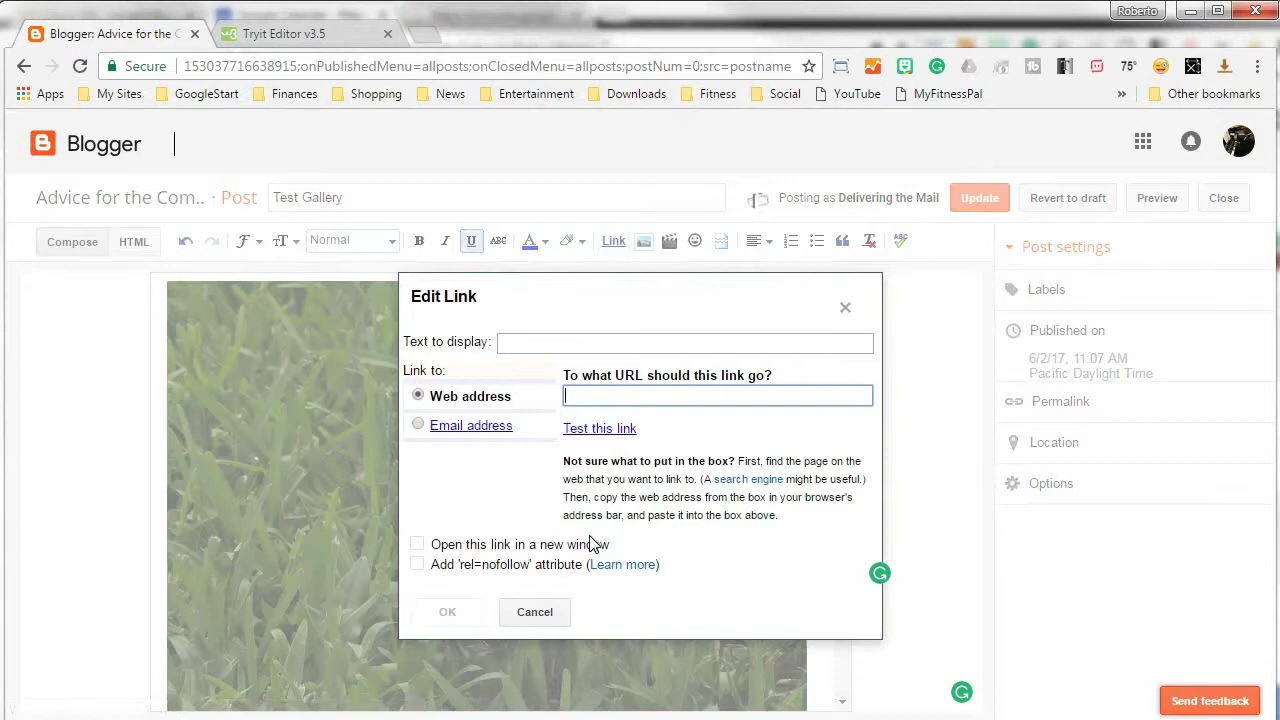 Roberto
Blogger: Advice for the C
Tryit Editor v3.5
Secure
153037716638915;onPublishedMenu=allposts;onClosedMenu=allposts;postNum=0;src=postname
75°
Apps My Sites GoogleStart Finances Shopping News Entertainment Downloads Fitne Social YouTube MyFitnessPal » Other bookmarks
Blogger
Advice for the Com.. · Post Test Gallery Posting as Delivering the Mail Update Revert to draft Preview Close
Compose HTML Normal B I U ABC A Link ABC
Post settings
Labels
Published on
6/2/17, 11:07 AM
Pacific Daylight Time
Permalink
Location
Options
Edit Link
Text to display:
Link to:
Web address
Email address
To what URL should this link go?
Test this link
Not sure what to put in the box? First, find the page on the
web that you want to link to. (A search engine might be useful.)
Then, copy the web address from the box in your browser's
address bar, and paste it into the box above.
Open this link in a new window
Add 'rel=nofollow' attribute (Learn more)
OK Cancel
Send feedback